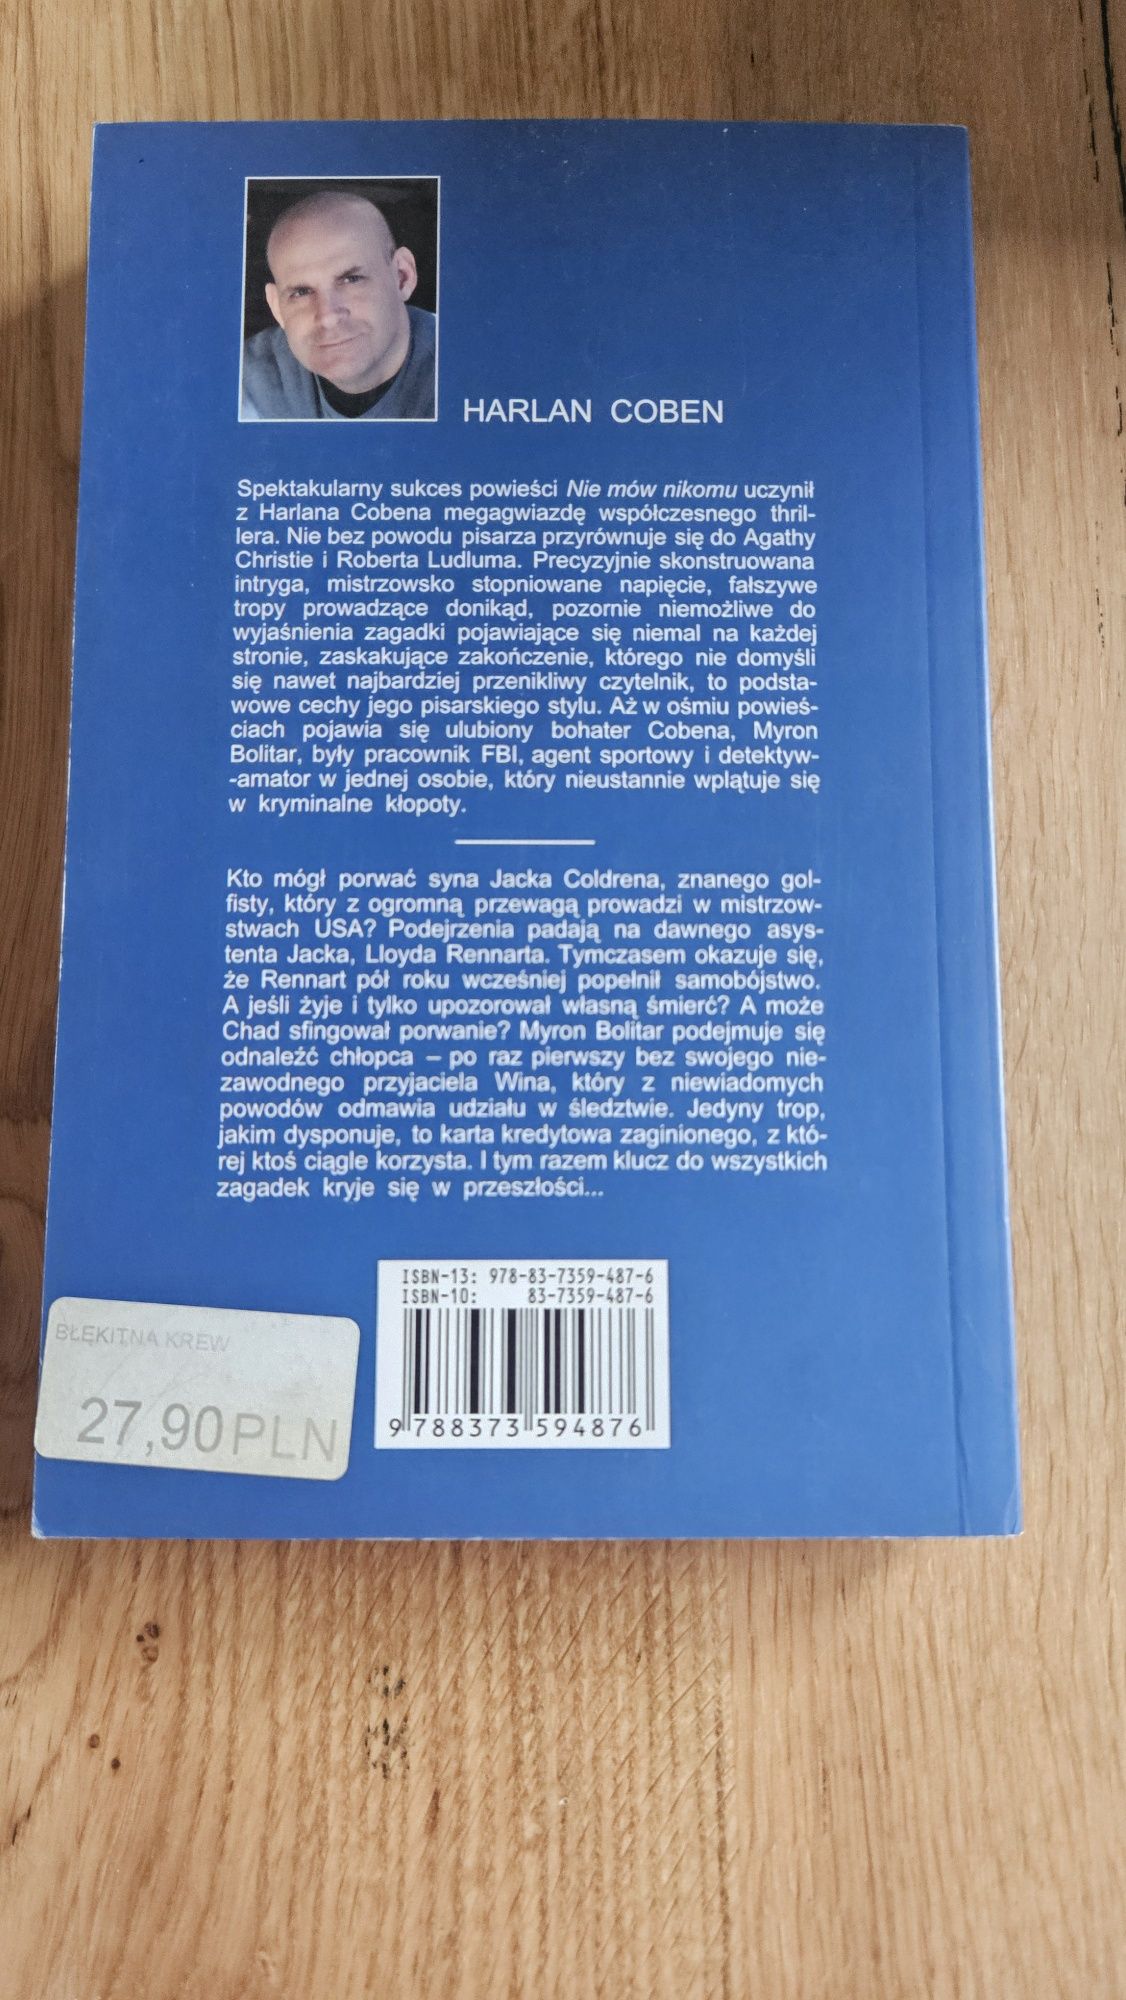 HARLAN COBEN
Spektakularny sukces powieści Nie mów nikomu uczynił
z Harlana Cobena megagwiazdę współczesnego thril-
lera. Nie bez powodu pisarza przyrównuje się do Agathy
Christie i Roberta Ludluma. Precyzyjnie skonstruowana
intryga, mistrzowsko stopniowane napięcie, fałszywe
tropy prowadzące donikąd, pozornie niemożliwe do
wyjaśnienia zagadki pojawiające się niemal na każdej
stronie, zaskakujące zakończenie, którego nie domyśli
się nawet najbardziej przenikliwy czytelnik, to podsta-
wowe cechy jego pisarskiego stylu. Aż w ośmiu powieś-
ciach pojawia się ulubiony bohater Cobena, Myron
Bolitar, były pracownik FBI, agent sportowy i detektyw-
-amator w jednej osobie, który nieustannie wplątuje się
w kryminalne kłopoty.
Kto mógł porwać syna Jacka Coldrena, znanego gol-
fisty, który z ogromną przewagą prowadzi w mistrzow-
stwach USA? Podejrzenia padają na dawnego asys-
tenta Jacka, Lloyda Rennarta. Tymczasem okazuje się,
że Rennart pół roku wcześniej popełnił samobójstwo.
A jeśli żyje i tylko upozorował własną śmierć? A może
Chad sfingował porwanie? Myron Bolitar podejmuje się
odnaleźć chłopca – po raz pierwszy bez swojego nie-
zawodnego przyjaciela Wina, który z niewiadomych
powodów odmawia udziału w śledztwie. Jedyny trop,
jakim dysponuje, to karta kredytowa zaginionego, z któ-
rej ktoś ciągle korzysta. I tym razem klucz do wszystkich
zagadek kryje się w przeszłości...
ISBN-13: 978-83-7359-487-6
ISBN-10: 83-7359-487-6
9 788373 594876
BŁĘKITNA KREW
27,90 PLN